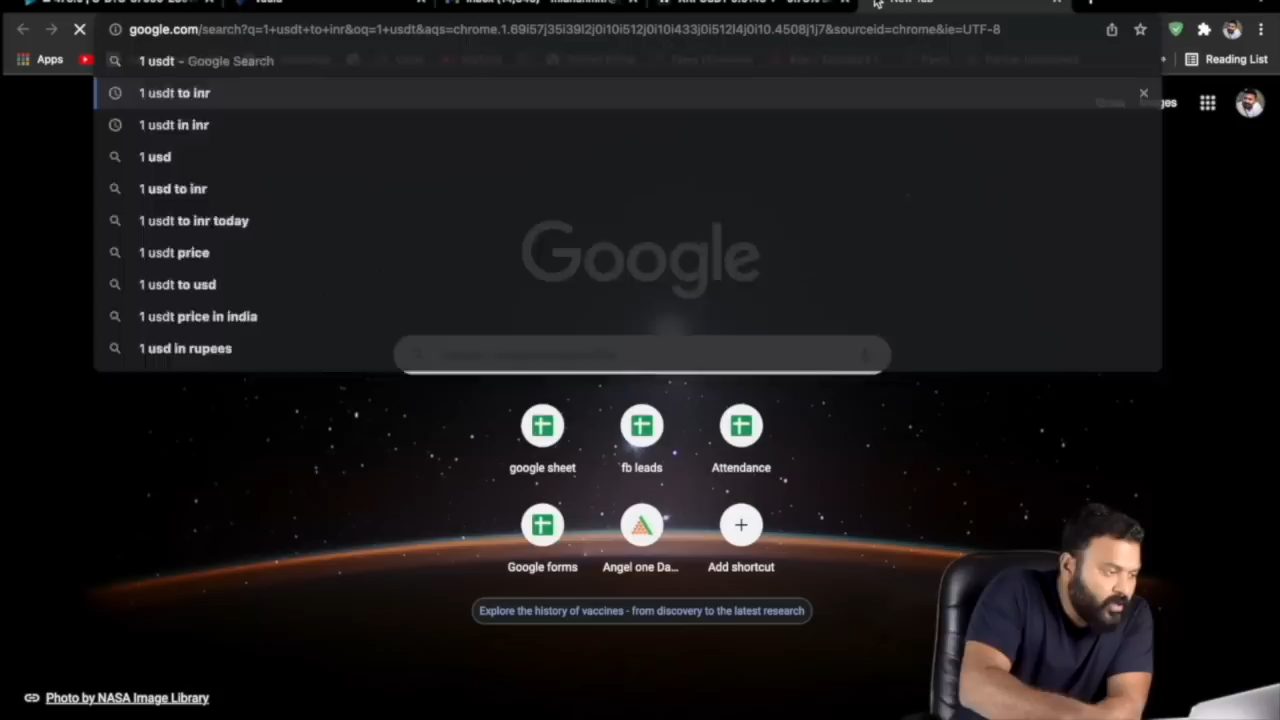 google.com/search?q=1+usdt+to+inr&oq=1+usdt&aqs=chrome.1.69i57j35i39l2j0i10i512j0i10i433j0i512l4j0i10.4508j1j7&sourceid=chrome&ie=UTF-8
Apps
1 usdt - Google Search
Reading List
1 usdt to inr
1 usdt in inr
1 usd
1 usd to inr
1 usdt to inr today
1 usdt price
1 usdt to usd
1 usdt price in india
1 usd in rupees
Google
google sheet
fb leads
Attendance
Google forms
Angel one Da...
Add shortcut
Explore the history of vaccines - from discovery to the latest research
Photo by NASA Image Library